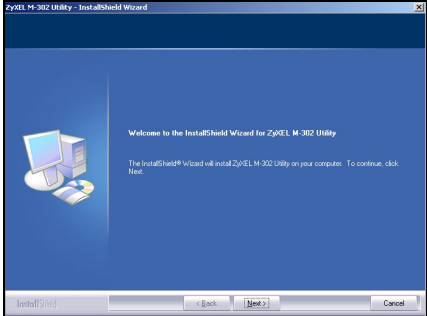 ZyXEL M-302 Utility - InstallShield Wizard
Welcome to the InstallShield Wizard for ZyXEL M-302 Utility
The InstallShield® Wizard will install ZyXEL M-302 Utility on your computer. To continue, click
Next.
InstallShield
< Back
Next >
Cancel